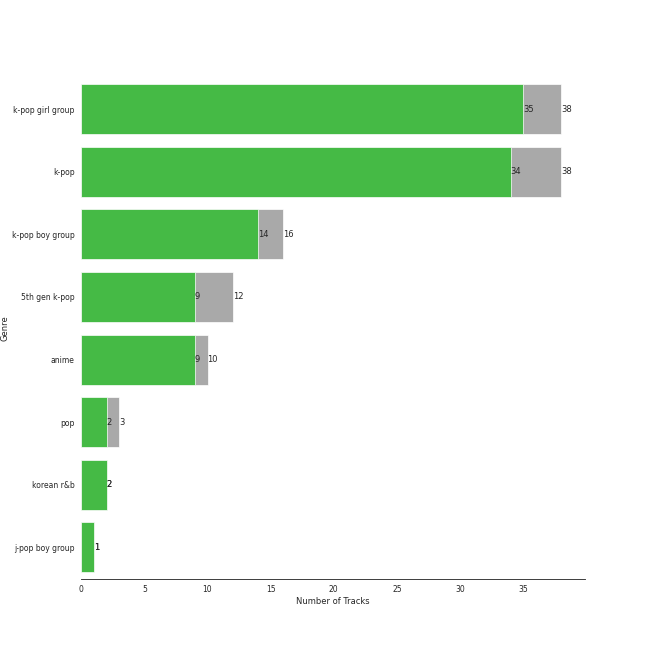 k-pop girl group 35 38
k-pop 34 38
k-pop boy group 14 16
5th gen k-pop 9 12
anime 9 10
pop 2 3
korean r&b 2
j-pop boy group 1
Genre
0 5 10 15 20 25 30 35
Number of Tracks